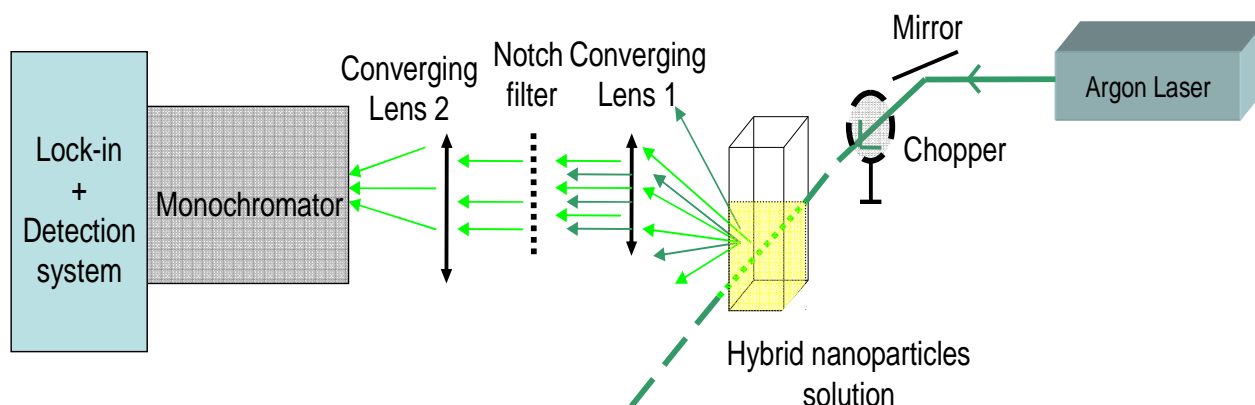 Lock-in
+
Detection
system
Monochromator
Converging
Lens 2
Notch
filter
Converging
Lens 1
Mirror
Chopper
Argon Laser
Hybrid nanoparticles
solution